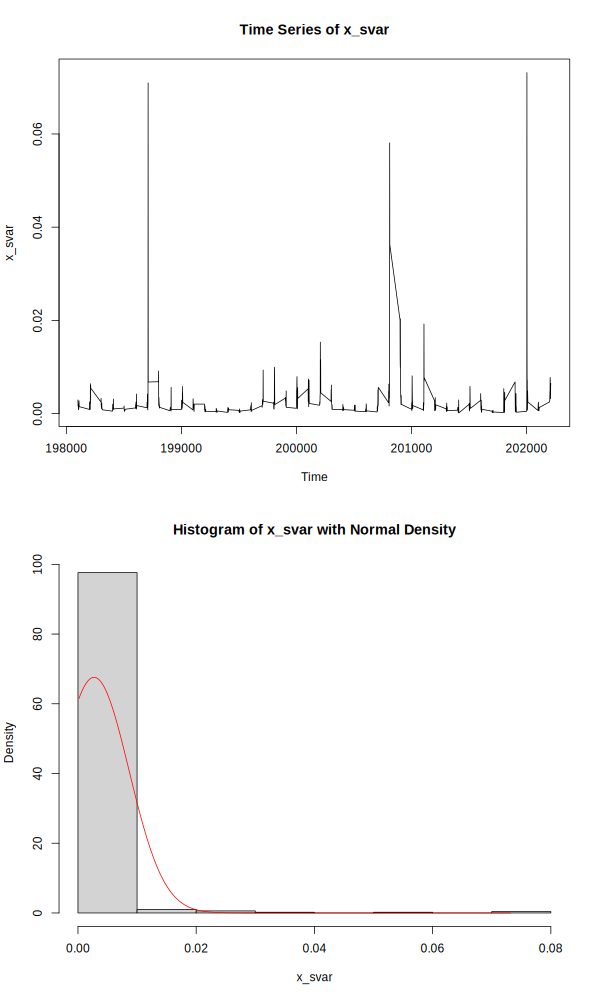 Time Series of x_svar
x_svar
0.06
0.04
0.02
0.00
198000 199000 200000 201000 202000
Time
Histogram of x_svar with Normal Density
Density
100
80
60
40
20
0
0.00 0.02 0.04 0.06 0.08
x_svar